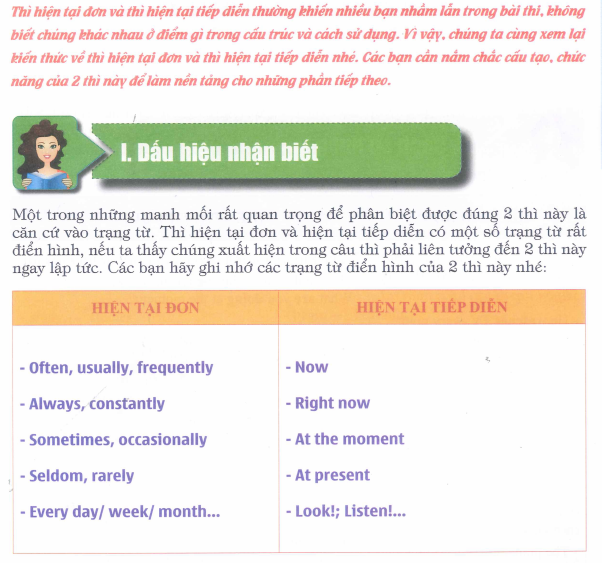 Thì hiện tại đơn và thì hiện tại tiếp diễn thường khiến nhiều bạn nhầm lẫn trong bài thi, không
biết chúng khác nhau ở điểm gì trong cấu trúc và cách sử dụng. Vì vậy, chúng ta cùng xem lại
kiến thức về thì hiện tại đơn và thì hiện tại tiếp diễn nhé. Các bạn cần nắm chắc cấu tạo, chức
năng của 2 thì này để làm nền tảng cho những phần tiếp theo.
I. Dấu hiệu nhận biết
Một trong những manh mối rất quan trọng để phân biệt được đúng 2 thì này là
căn cứ vào trạng từ. Thì hiện tại đơn và hiện tại tiếp diễn có một số trạng từ rất
điển hình, nếu ta thấy chúng xuất hiện trong câu thì phải liên tưởng đến 2 thì này
ngay lập tức. Các bạn hãy ghi nhớ các trạng từ điển hình của 2 thì này nhé:
HIỆN TẠI ĐƠN
- Often, usually, frequently
- Always, constantly
- Sometimes, occasionally
- Seldom, rarely
- Every day/ week/ month...
HIỆN TẠI TIẾP DIỄN
- Now
- Right now
- At the moment
- At present
- Look!; Listen!...